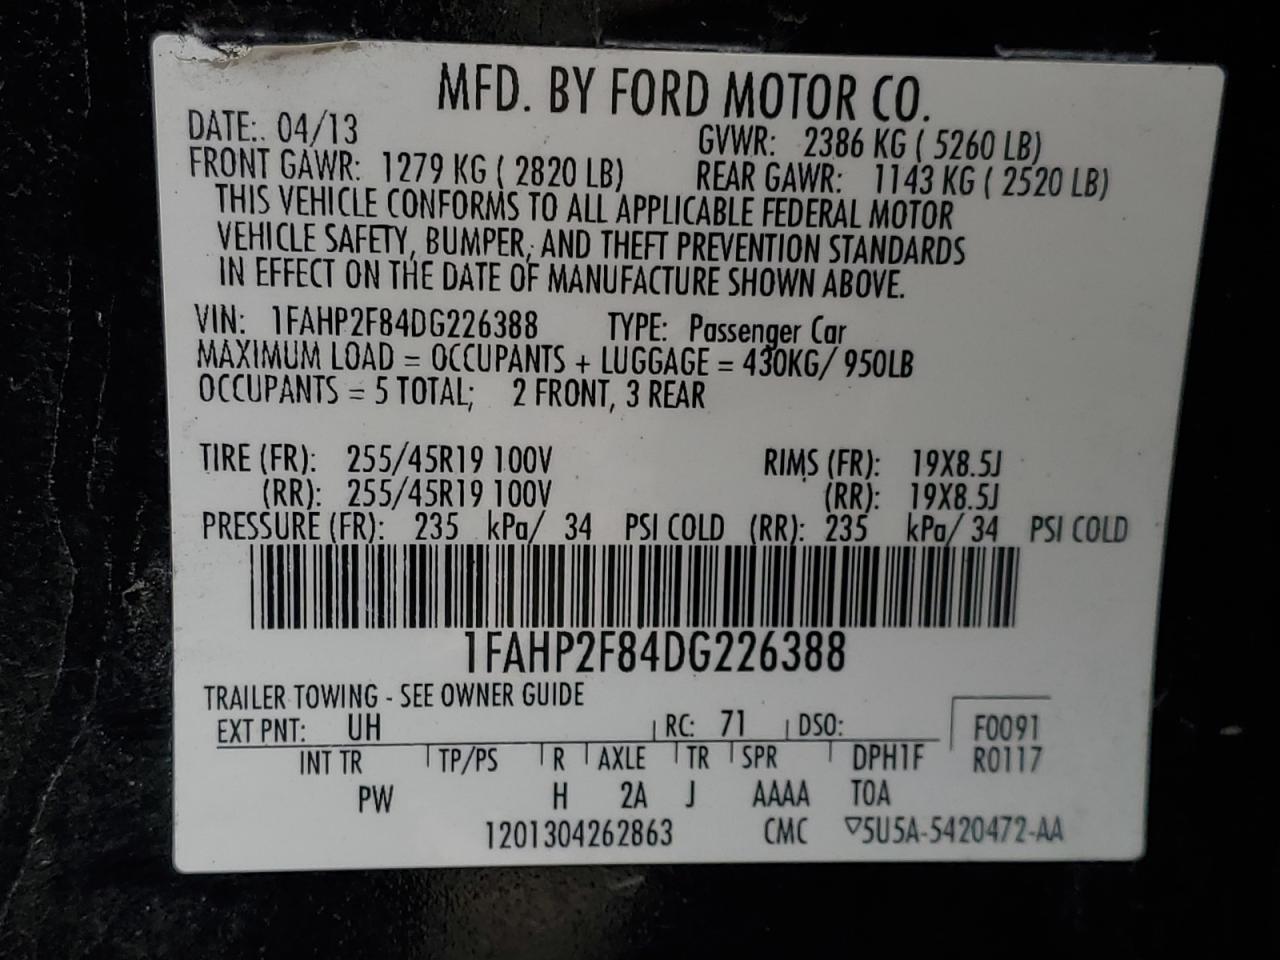 MFD. BY FORD MOTOR CO.
DATE:. 04/13 GVWR: 2386 KG ( 5260 LB)
FRONT GAWR: 1279 KG ( 2820 LB) REAR GAWR: 1143 KG ( 2520 LB)
THIS VEHICLE CONFORMS TO ALL APPLICABLE FEDERAL MOTOR
VEHICLE SAFETY, BUMPER, AND THEFT PREVENTION STANDARDS
IN EFFECT ON THE DATE OF MANUFACTURE SHOWN ABOVE.
VIN: 1FAHP2F84DG226388 TYPE: Passenger Car
MAXIMUM LOAD = OCCUPANTS + LUGGAGE = 430KG/ 950LB
OCCUPANTS = 5 TOTAL; 2 FRONT, 3 REAR
TIRE (FR): 255/45R19 100V RIMS (FR): 19X8.5J
(RR): 255/45R19 100V (RR): 19X8.5J
PRESSURE (FR): 235 kPa/ 34 PSI COLD (RR): 235 kPa/ 34 PSI COLD
1FAHP2F84DG226388
TRAILER TOWING - SEE OWNER GUIDE
EXT PNT: UH RC: 71 DSO: F0091
INT TR TP/PS R AXLE TR SPR DPH1F R0117
PW H 2A J AAAA TOA
1201304262863 CMC ▽5U5A-5420472-AA